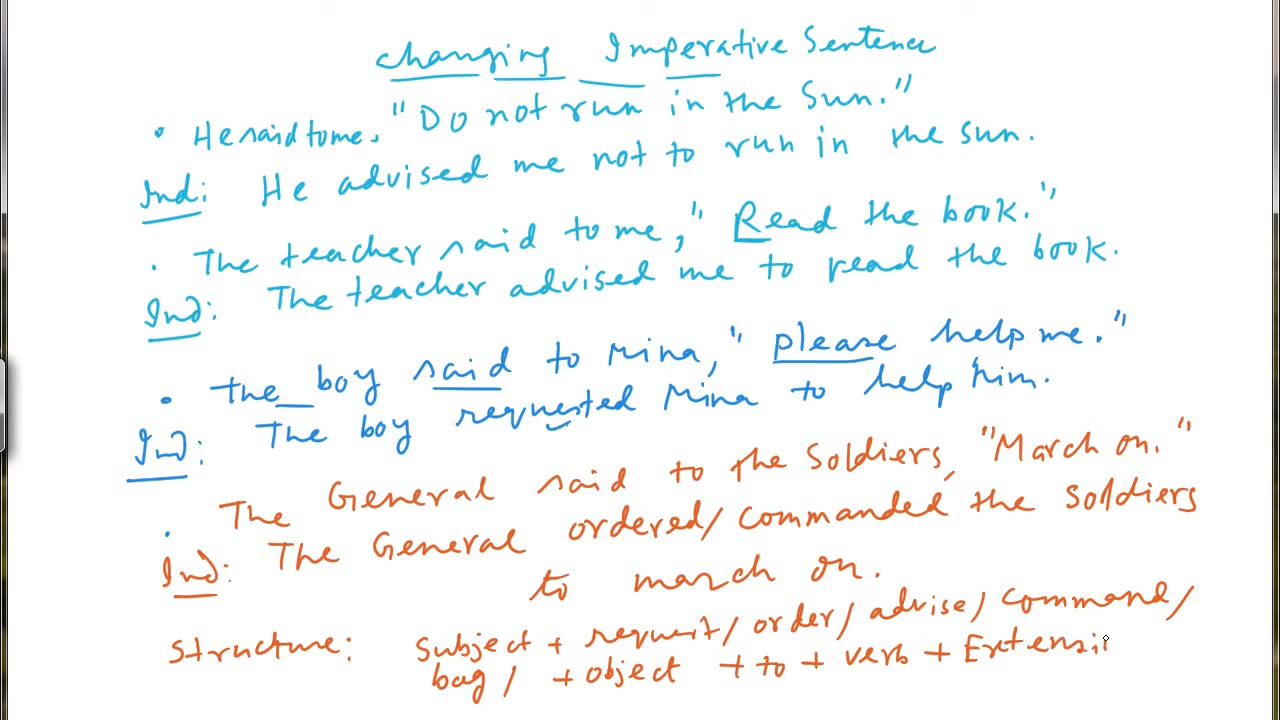 Changing Imperative Sentence
• He said to me, "Do not run in the Sun."
Ind: He advised me not to run in the sun.
• The teacher said to me, "Read the book."
Ind: The teacher advised me to read the book.
• The boy said to Mina, "please help me."
Ind: The boy requested Mina to help him.
• The General said to the Soldiers, "March on."
Ind: The General ordered/commanded the Soldiers
to march on.
Structure: Subject + request/order/advise/command/
bag/ + object + to + verb + Extensi